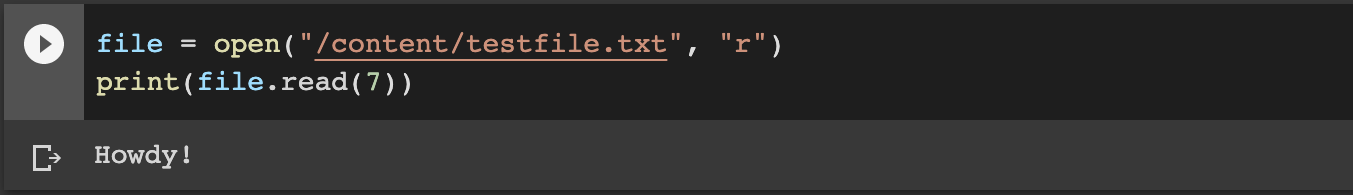 file = open("/content/testfile.txt", "r")
print(file.read(7))
Howdy!